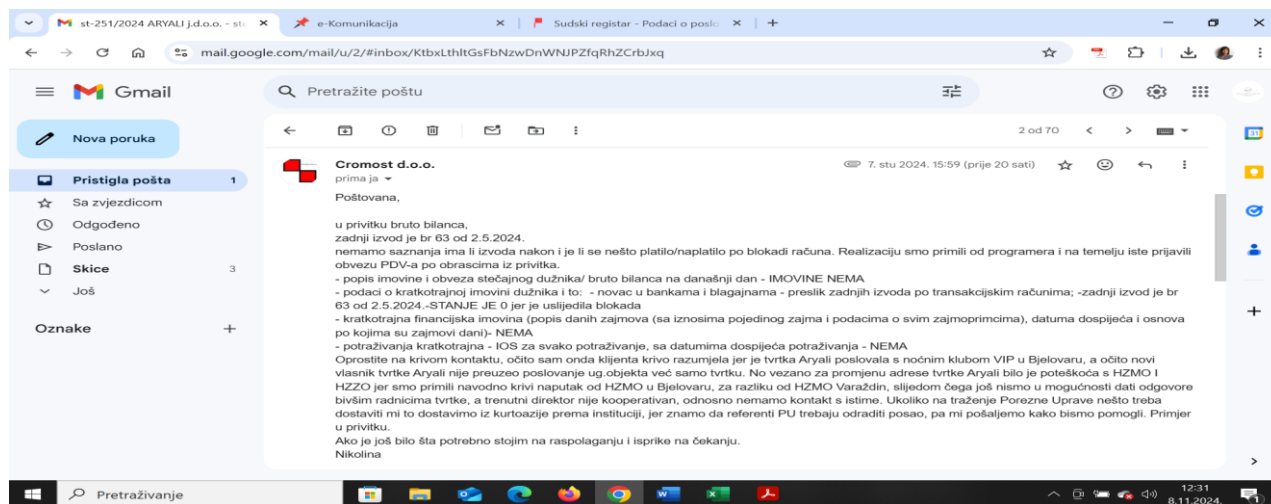 st-251/2024 ARYALI j.d.o.o. - ste
e-Komunikacija
Sudski registar - Podaci o poslo
mail.google.com/mail/u/2/#inbox/KtbxLthltGsFbNzwDnWNJPZfqRhZCrbJxq
Gmail
Pretražite poštu
Nova poruka
2 od 70
Pristigla pošta 1
Sa zvjezdicom
Odgođeno
Poslano
Skice 3
Još
Oznake
Cromost d.o.o.
7. stu 2024. 15:59 (prije 20 sati)
prima ja
Poštovana,
u privitku bruto bilanca,
zadnji izvod je br 63 od 2.5.2024.
nemamo saznanja ima li izvoda nakon i je li se nešto platilo/naplatilo po blokadi računa. Realizaciju smo primili od programera i na temelju iste prijavili
obvezu PDV-a po obrascima iz privitka.
- popis imovine i obveza stečajnog dužnika/ bruto bilanca na današnji dan - IMOVINE NEMA
- podaci o kratkotrajnoj imovini dužnika i to: - novac u bankama i blagajnama - preslik zadnjih izvoda po transakcijskim računima; -zadnji izvod je br
63 od 2.5.2024.-STANJE JE 0 jer je uslijedila blokada
- kratkotrajna financijska imovina (popis danih zajmova (sa iznosima pojedinog zajma i podacima o svim zajmoprimcima), datuma dospijeća i osnova
po kojima su zajmovi dani)- NEMA
- potraživanja kratkotrajna - IOS za svako potraživanje, sa datumima dospijeća potraživanja - NEMA
Oprostite na krivom kontaktu, očito sam onda klijenta krivo razumjela jer je tvrtka Aryali poslovala s noćnim klubom VIP u Bjelovaru, a očito novi
vlasnik tvrtke Aryali nije preuzeo poslovanje ug.objekta već samo tvrtku. No vezano za promjenu adrese tvrtke Aryali bilo je poteškoća s HZMO I
HZZO jer smo primili navodno krivi naputak od HZMO u Bjelovaru, za razliku od HZMO Varaždin, slijedom čega još nismo u mogućnosti dati odgovore
bivšim radnicima tvrtke, a trenutni direktor nije kooperativan, odnosno nemamo kontakt s istime. Ukoliko na traženje Porezne Uprave nešto treba
dostaviti mi to dostavimo iz kurtoazije prema instituciji, jer znamo da referenti PU trebaju odraditi posao, pa mi pošaljemo kako bismo pomogli. Primjer
u privitku.
Ako je još bilo šta potrebno stojim na raspolaganju i isprike na čekanju.
Nikolina
Pretraživanje
12:31
8.11.2024.